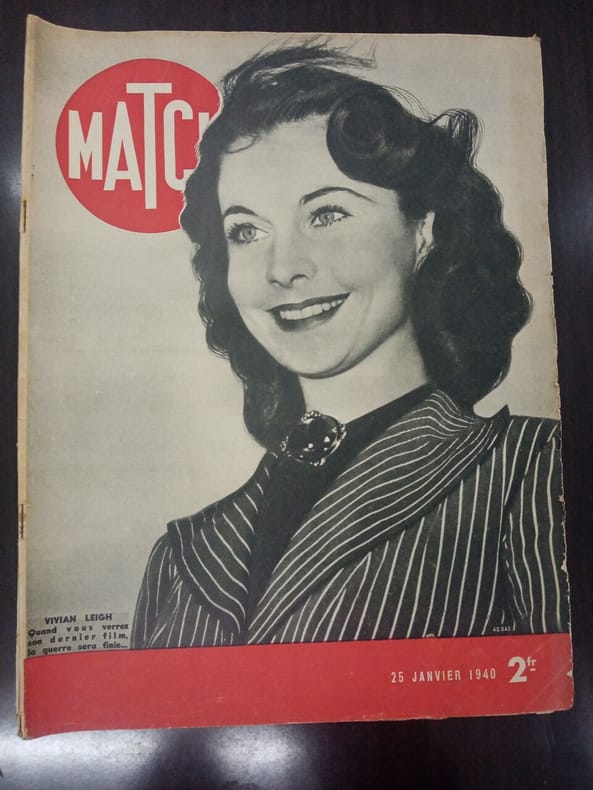 MATC
VIVIAN LEIGH
Quand vous verrez
son dernier film,
la guerre sera finie...
25 JANVIER 1940 2fr